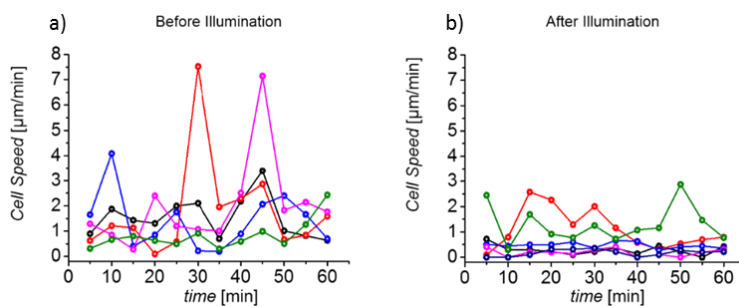 a)
Before Illumination
8
7
6
5
4
3
2
1
0
Cell Speed [µm/min]
0 10 20 30 40 50 60
time [min]
b)
After Illumination
8
7
6
5
4
3
2
1
0
Cell Speed [µm/min]
0 10 20 30 40 50 60
time [min]